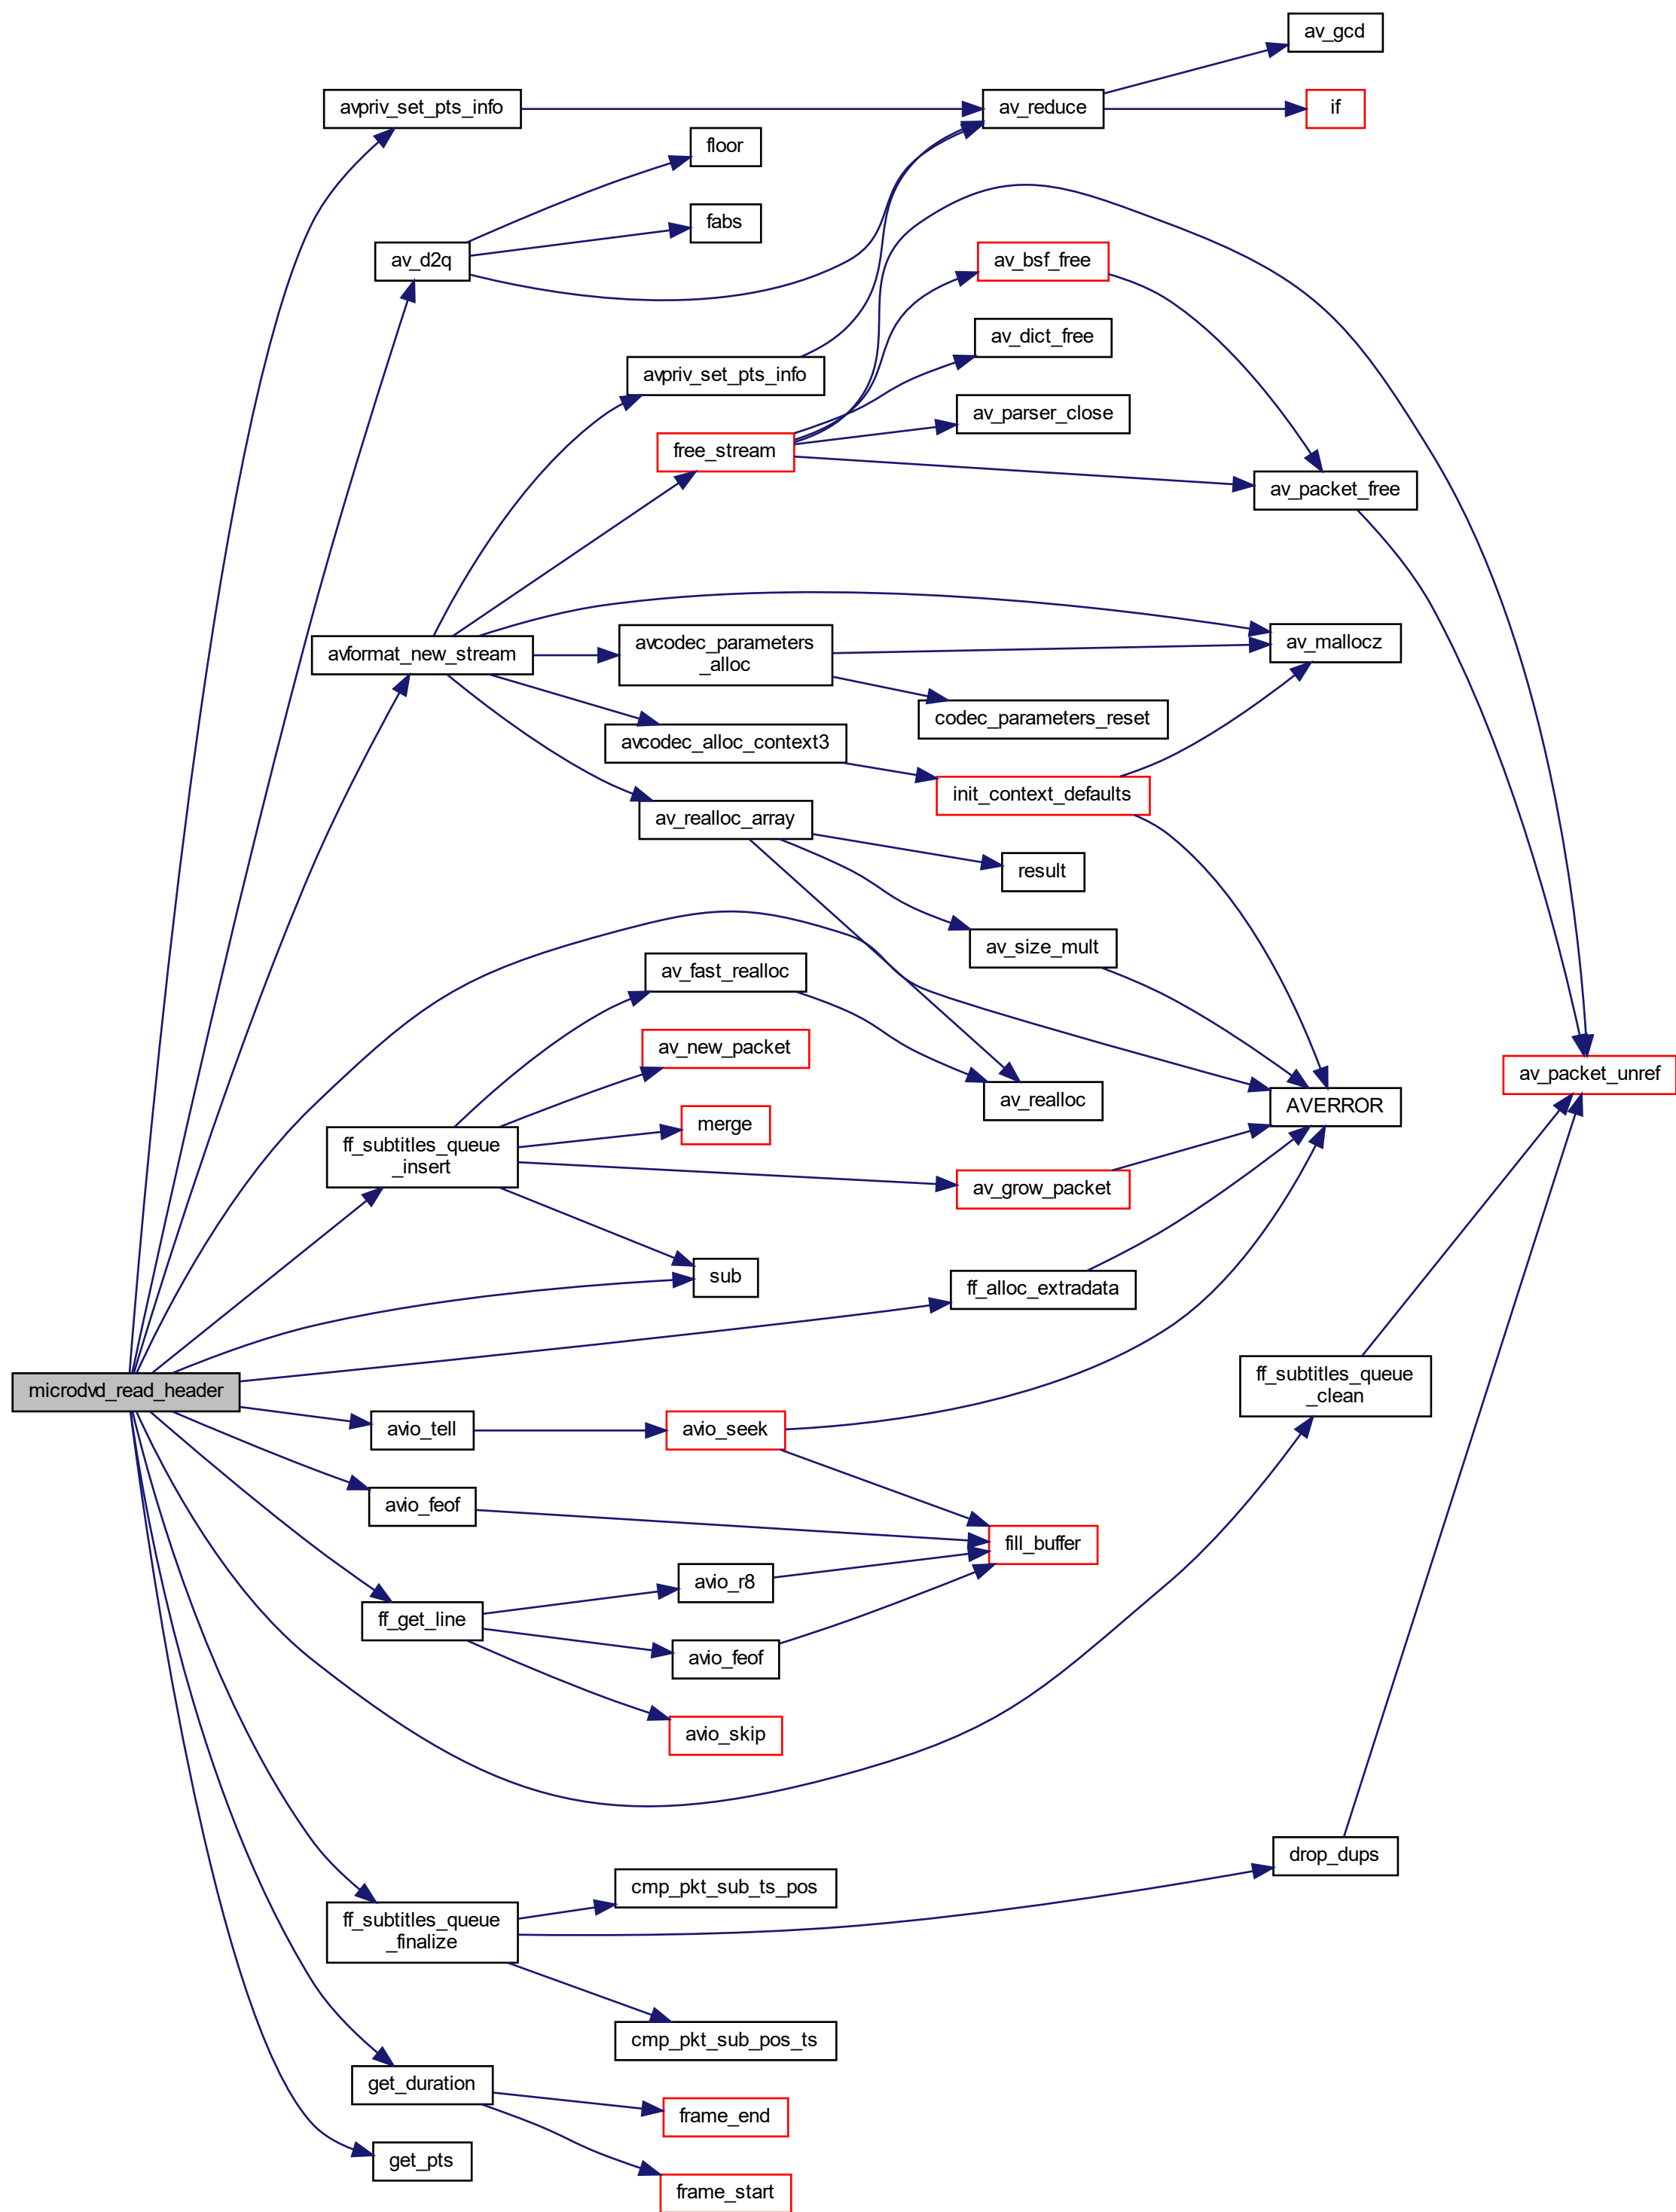 av_gcd
avpriv_set_pts_info
av_reduce
if
floor
fabs
av_d2q
av_bsf_free
av_dict_free
avpriv_set_pts_info
av_parser_close
free_stream
av_packet_free
avformat_new_stream
avcodec_parameters
_alloc
av_mallocz
codec_parameters_reset
avcodec_alloc_context3
init_context_defaults
av_realloc_array
result
av_size_mult
av_fast_realloc
av_new_packet
av_packet_unref
av_realloc
AVERROR
merge
ff_subtitles_queue
_insert
av_grow_packet
sub
ff_alloc_extradata
microdvd_read_header
ff_subtitles_queue
_clean
avio_tell
avio_seek
avio_feof
fill_buffer
avio_r8
ff_get_line
avio_feof
avio_skip
drop_dups
cmp_pkt_sub_ts_pos
ff_subtitles_queue
_finalize
cmp_pkt_sub_pos_ts
get_duration
frame_end
get_pts
frame_start